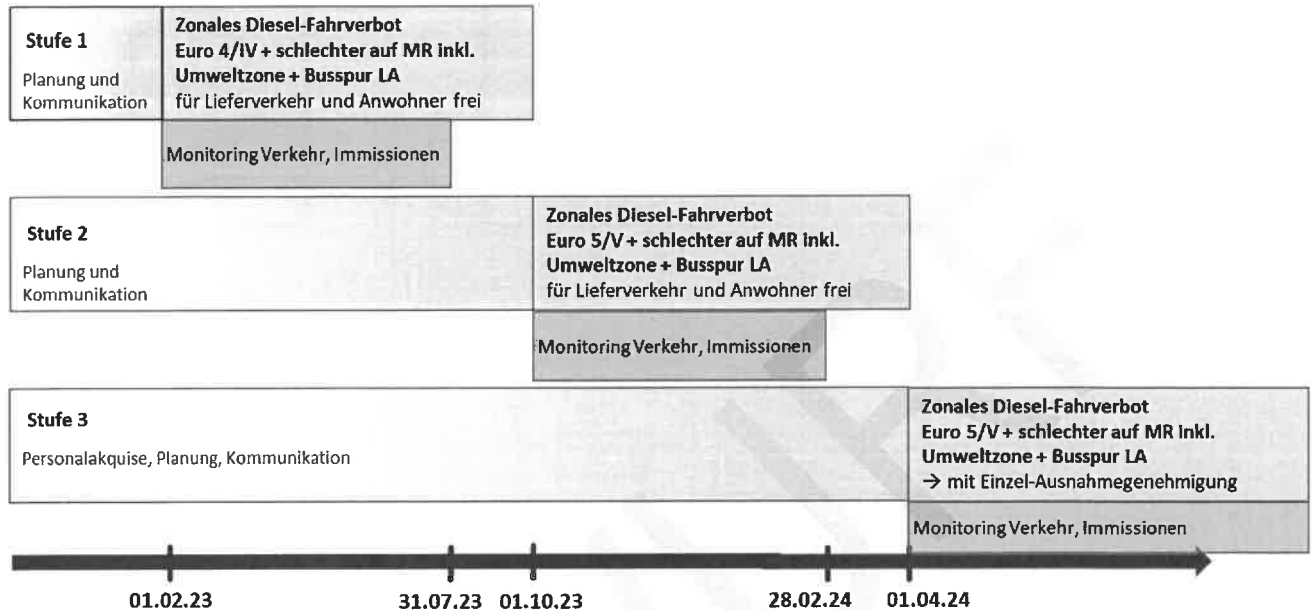 Stufe 1
Planung und
Kommunikation
Zonales Diesel-Fahrverbot
Euro 4/IV + schlechter auf MR inkl.
Umweltzone + Busspur LA
für Lieferverkehr und Anwohner frei
Monitoring Verkehr, Immissionen
Stufe 2
Planung und
Kommunikation
Zonales Diesel-Fahrverbot
Euro 5/V + schlechter auf MR inkl.
Umweltzone + Busspur LA
für Lieferverkehr und Anwohner frei
Monitoring Verkehr, Immissionen
Stufe 3
Personalakquise, Planung, Kommunikation
Zonales Diesel-Fahrverbot
Euro 5/V + schlechter auf MR inkl.
Umweltzone + Busspur LA
→ mit Einzel-Ausnahmegenehmigung
Monitoring Verkehr, Immissionen
01.02.23 31.07.23 01.10.23 28.02.24 01.04.24